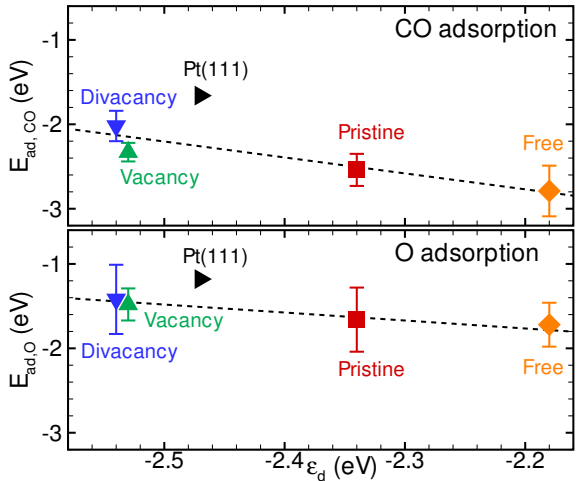 CO adsorption
-1
Pt(111)
Divacancy
E_ad, CO (eV)
-2
Pristine
Free
Vacancy
-3
O adsorption
-1
Pt(111)
Vacancy
E_ad,O (eV)
-2
Divacancy
Pristine
Free
-3
-2.5
-2.4
-2.3
-2.2
ε_d (eV)